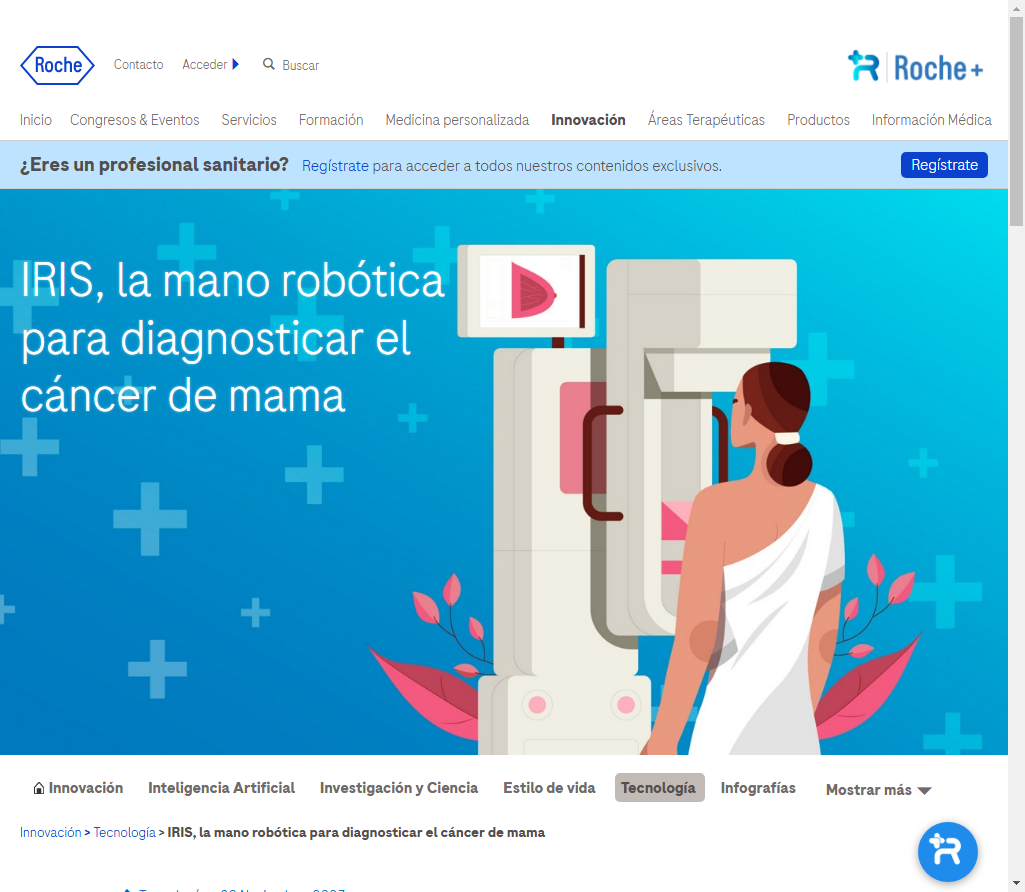 Roche
Contacto
Acceder
Buscar
Roche+
Inicio
Congresos & Eventos
Servicios
Formación
Medicina personalizada
Innovación
Áreas Terapéuticas
Productos
Información Médica
¿Eres un profesional sanitario?
Regístrate para acceder a todos nuestros contenidos exclusivos.
Regístrate
IRIS, la mano robótica
para diagnosticar el
cáncer de mama
Innovación
Inteligencia Artificial
Investigación y Ciencia
Estilo de vida
Tecnología
Infografías
Mostrar más
Innovación > Tecnología > IRIS, la mano robótica para diagnosticar el cáncer de mama